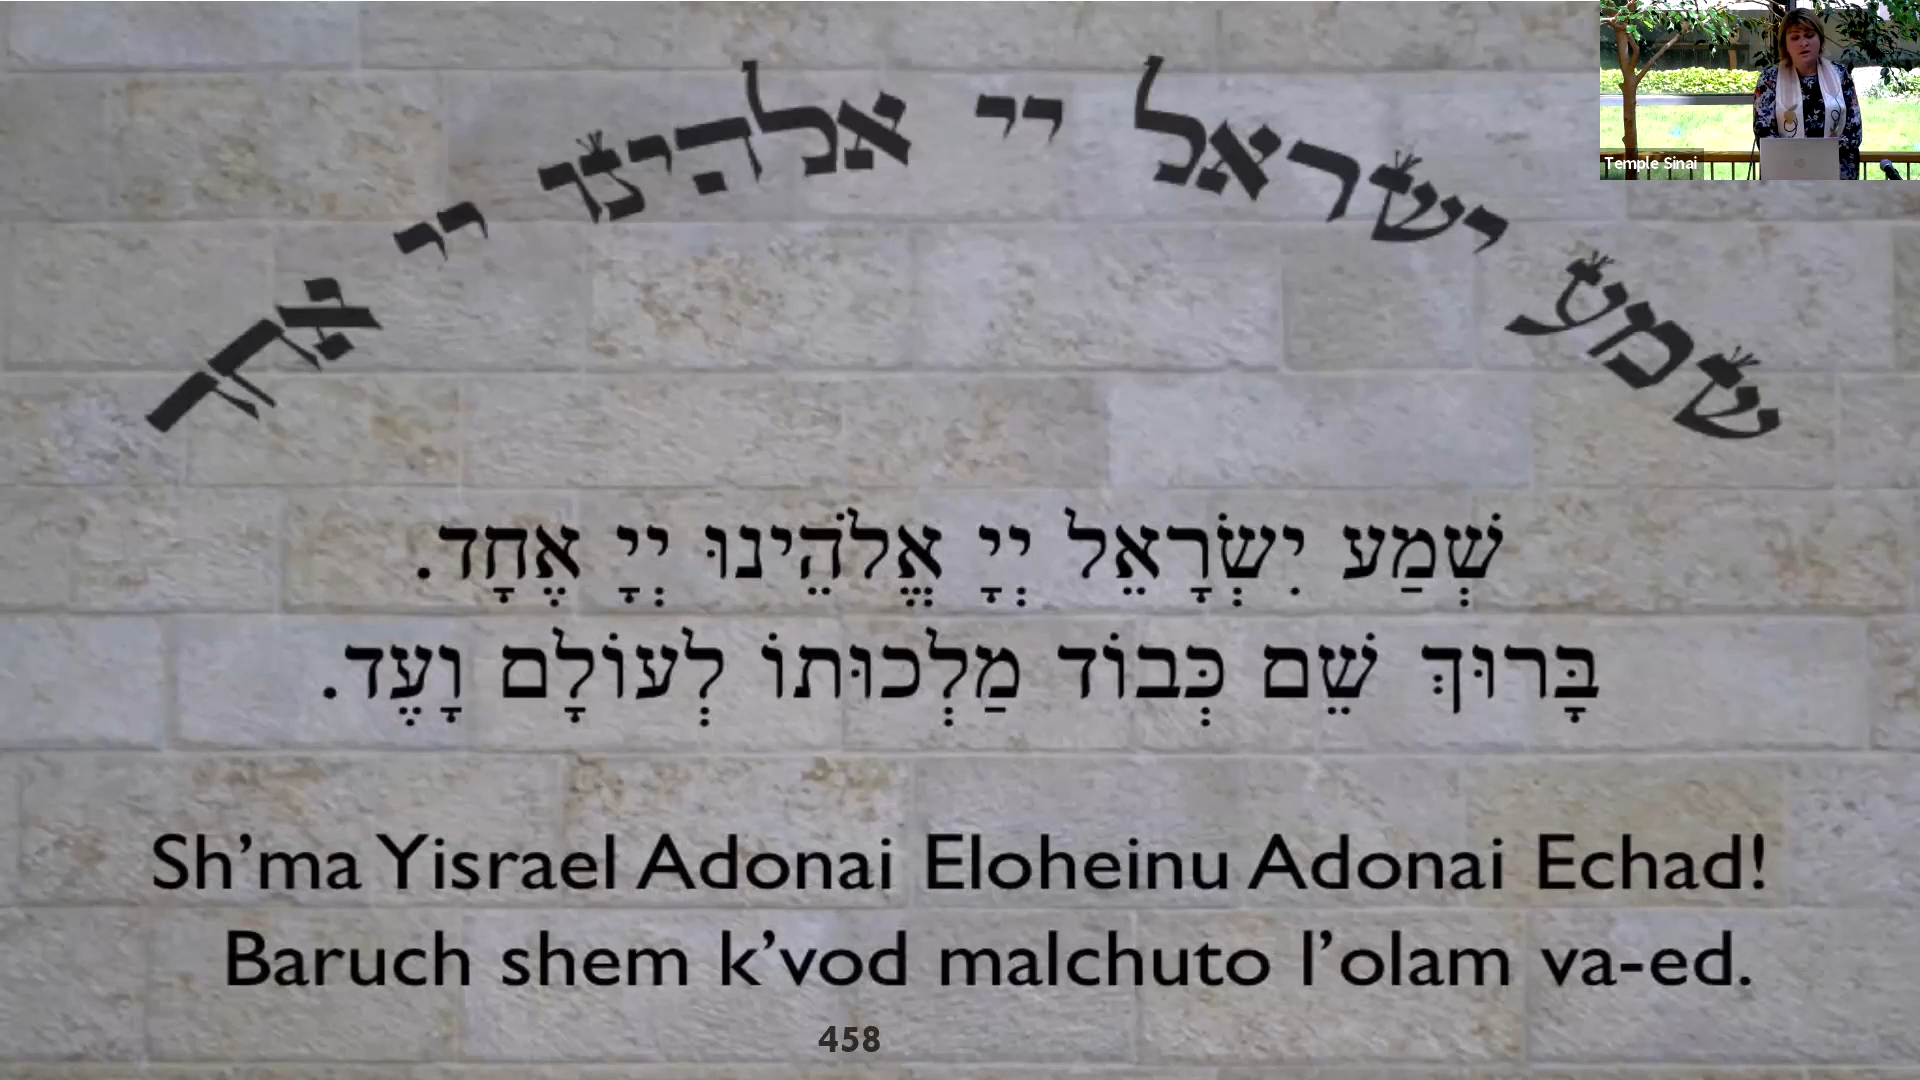 Temple Sinai
שמע ישראל יי אלהינו יי אחד
שְׁמַע יִשְׂרָאֵל יְיָ אֱלֹהֵינוּ יְיָ אֶחָד.
בָּרוּךְ שֵׁם כְּבוֹד מַלְכוּתוֹ לְעוֹלָם וָעֶד.
Sh’ma Yisrael Adonai Eloheinu Adonai Echad!
Baruch shem k’vod malchuto l’olam va-ed.
458